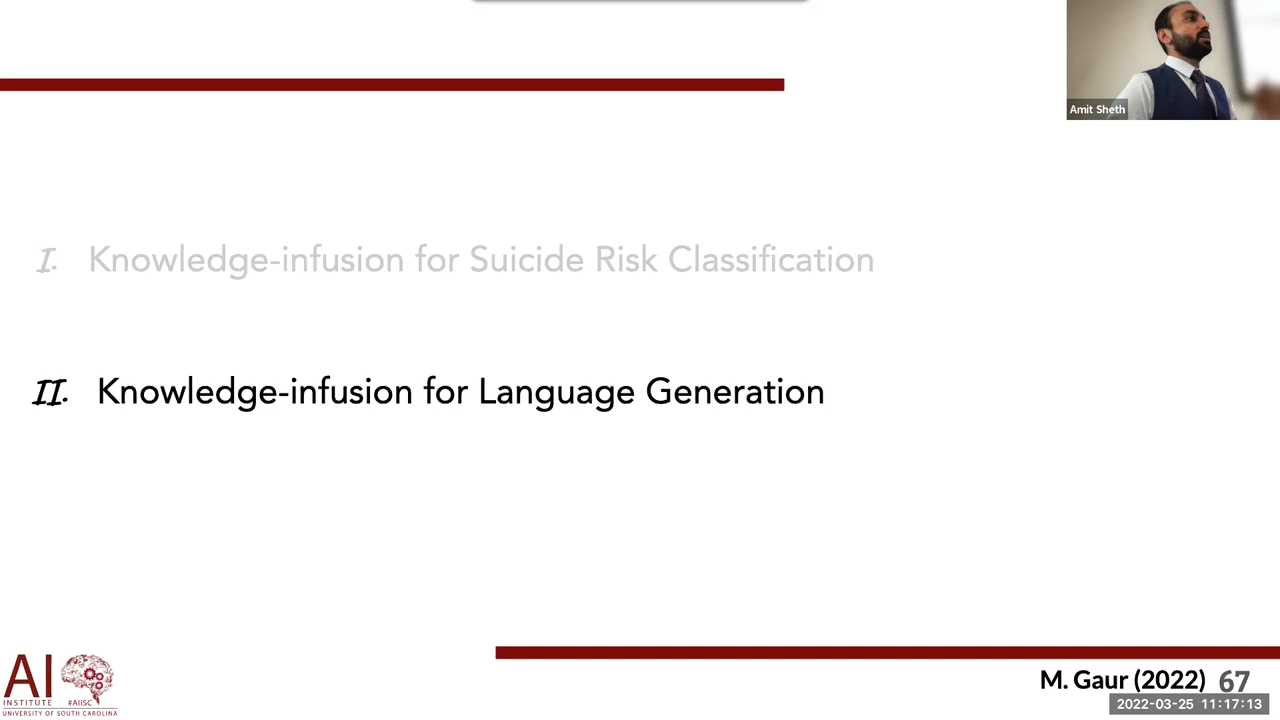 Amit Sheth
I. Knowledge-infusion for Suicide Risk Classification
II. Knowledge-infusion for Language Generation
AI
INSTITUTE #AIISC
UNIVERSITY OF SOUTH CAROLINA
M. Gaur (2022) 67
2022-03-25 11:17:13